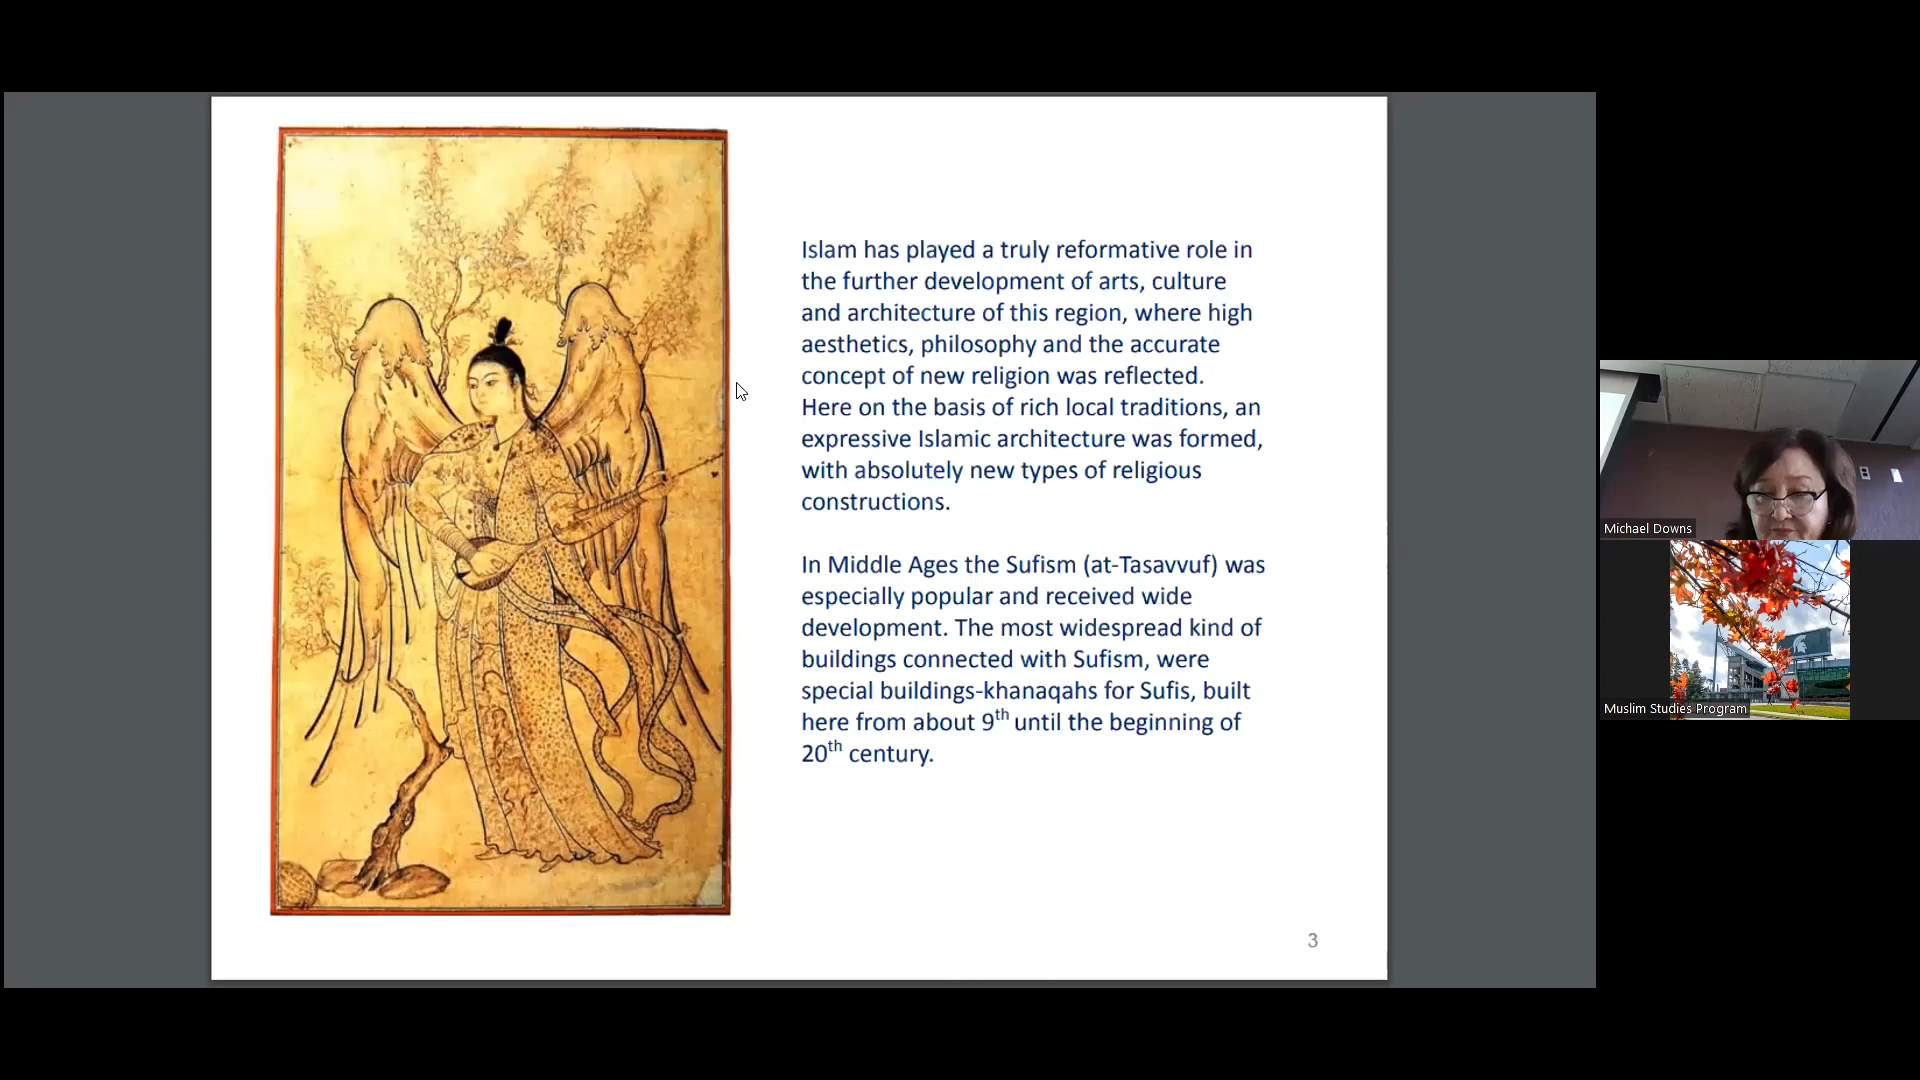 Islam has played a truly reformative role in
the further development of arts, culture
and architecture of this region, where high
aesthetics, philosophy and the accurate
concept of new religion was reflected.
Here on the basis of rich local traditions, an
expressive Islamic architecture was formed,
with absolutely new types of religious
constructions.
In Middle Ages the Sufism (at-Tasavvuf) was
especially popular and received wide
development. The most widespread kind of
buildings connected with Sufism, were
special buildings-khanaqahs for Sufis, built
here from about 9th until the beginning of
20th century.
3
Michael Downs
Muslim Studies Program